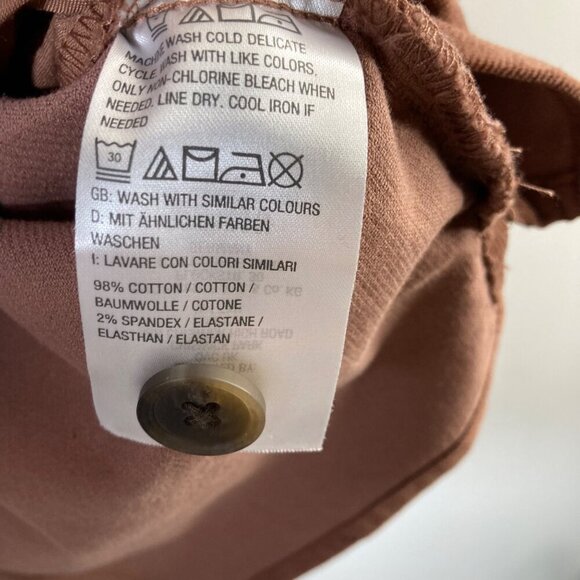 MACHINE WASH COLD DELICATE
CYCLE. WASH WITH LIKE COLORS.
ONLY NON-CHLORINE BLEACH WHEN
NEEDED. LINE DRY. COOL IRON IF
NEEDED
30
GB: WASH WITH SIMILAR COLOURS
D: MIT ÄHNLICHEN FARBEN
WASCHEN
I: LAVARE CON COLORI SIMILARI
98% COTTON / COTTON /
BAUMWOLLE / COTONE
2% SPANDEX / ELASTANE /
ELASTHAN / ELASTAN